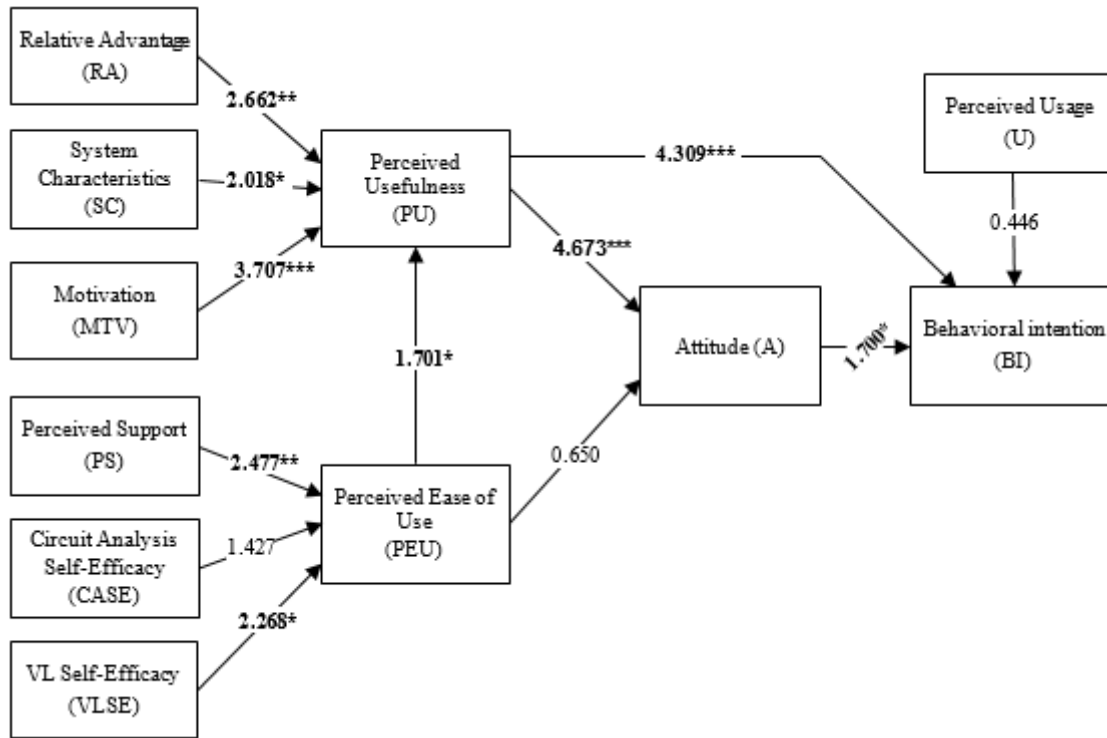 Relative Advantage
(RA)
2.662**
System
Characteristics
(SC)
2.018*
Motivation
(MTV)
3.707***
Perceived
Usefulness
(PU)
4.309***
4.673***
Perceived Usage
(U)
0.446
1.701*
Attitude (A)
1.700*
Behavioral intention
(BI)
Perceived Support
(PS)
2.477**
Circuit Analysis
Self-Efficacy
(CASE)
1.427
VL Self-Efficacy
(VLSE)
2.268*
Perceived Ease of
Use
(PEU)
0.650